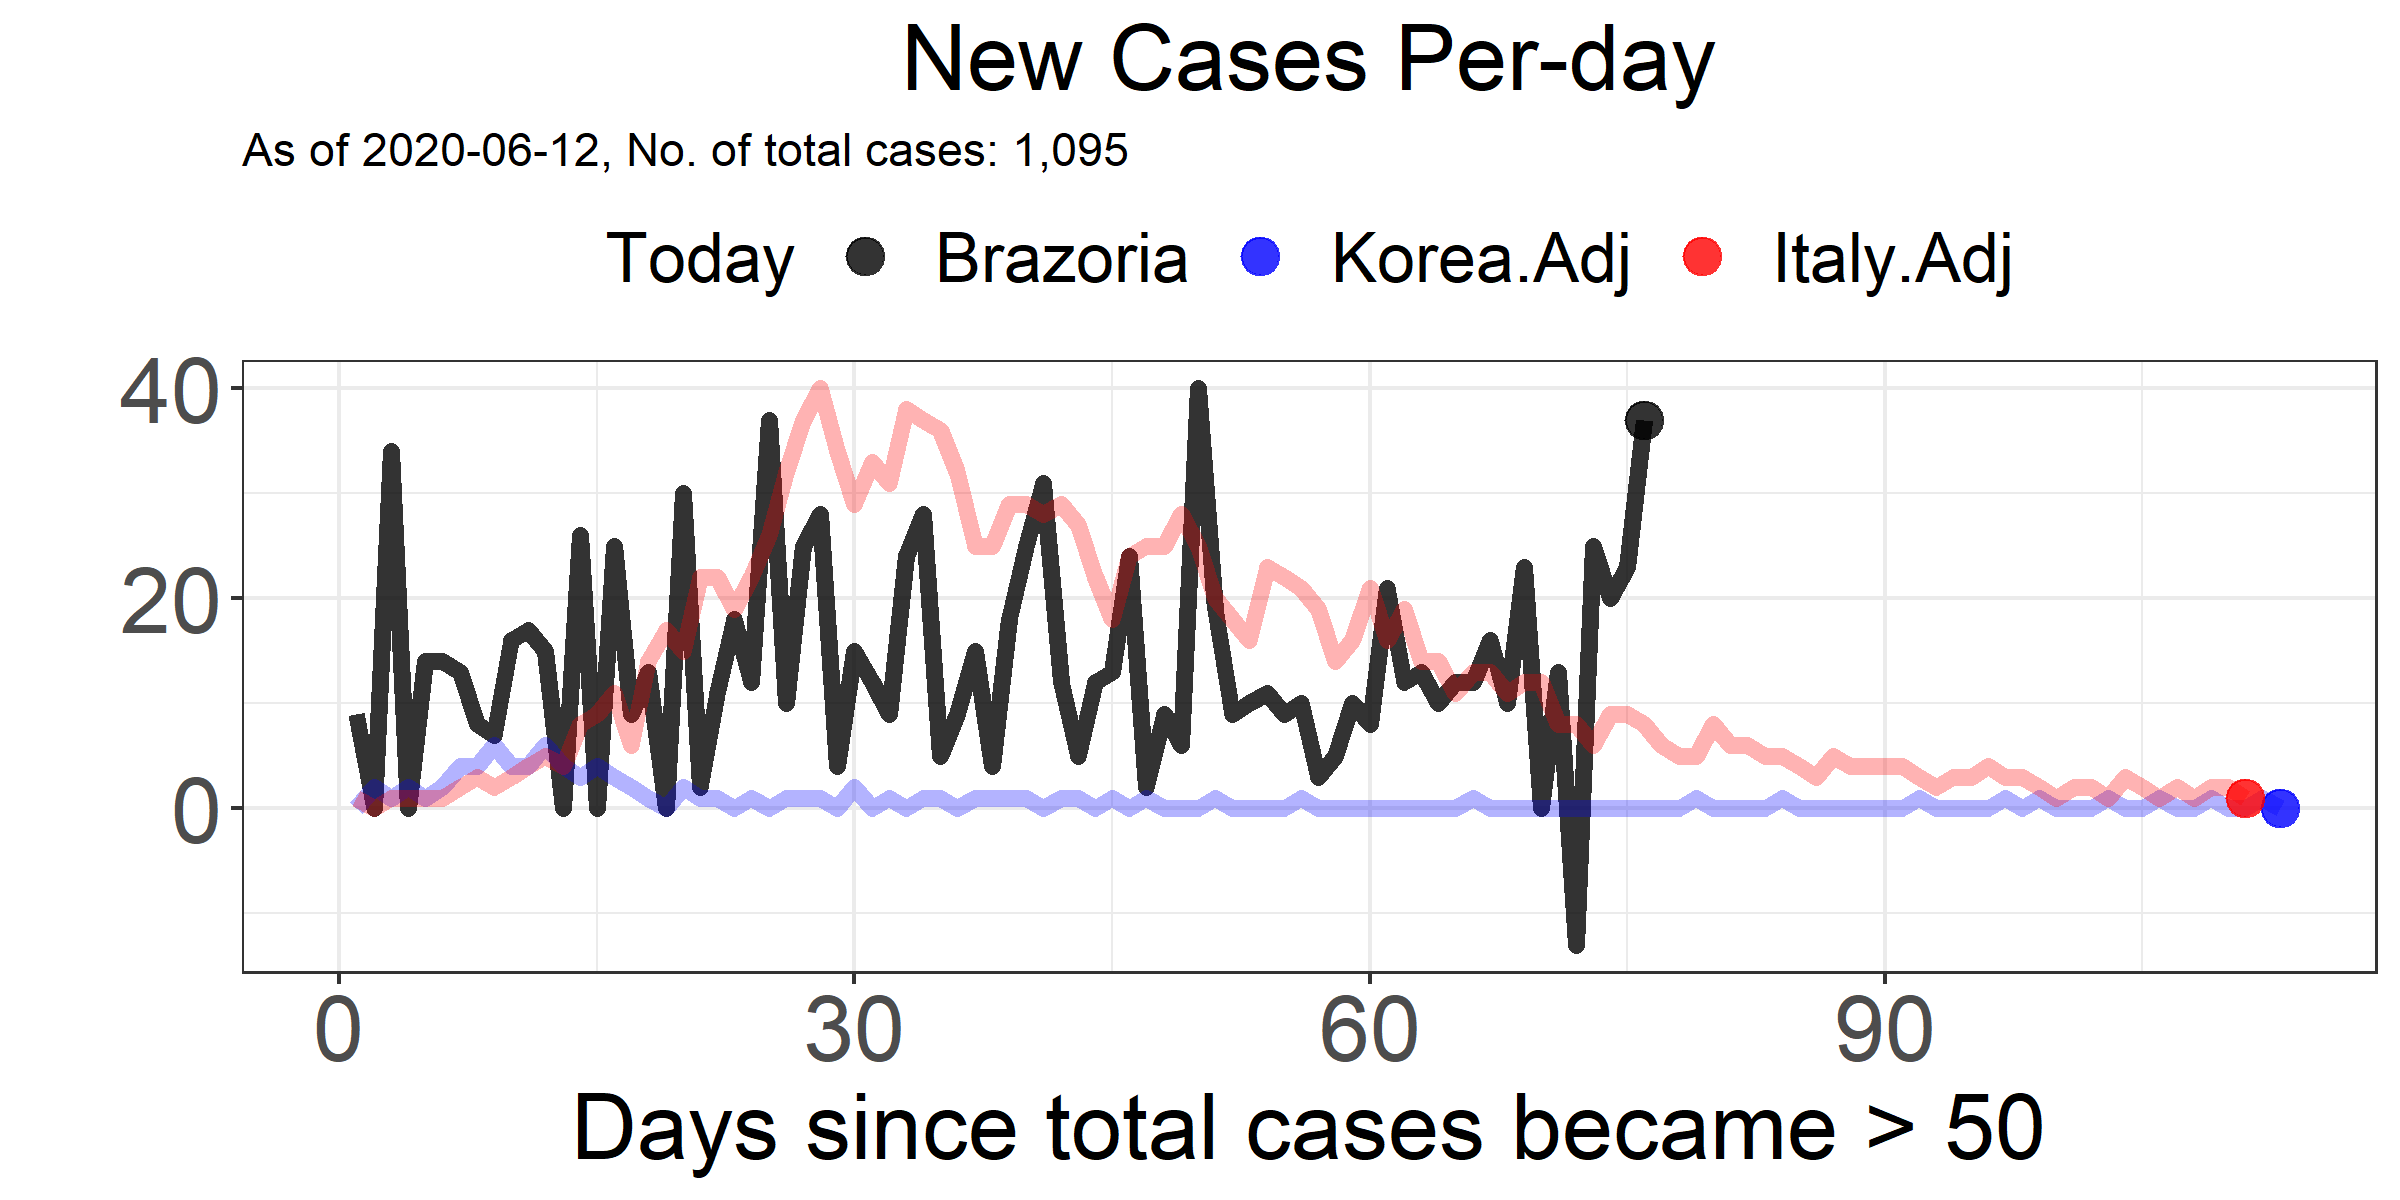 New Cases Per-day
As of 2020-06-12, No. of total cases: 1,095
Today Brazoria Korea.Adj Italy.Adj
40
20
0
0 30 60 90
Days since total cases became > 50